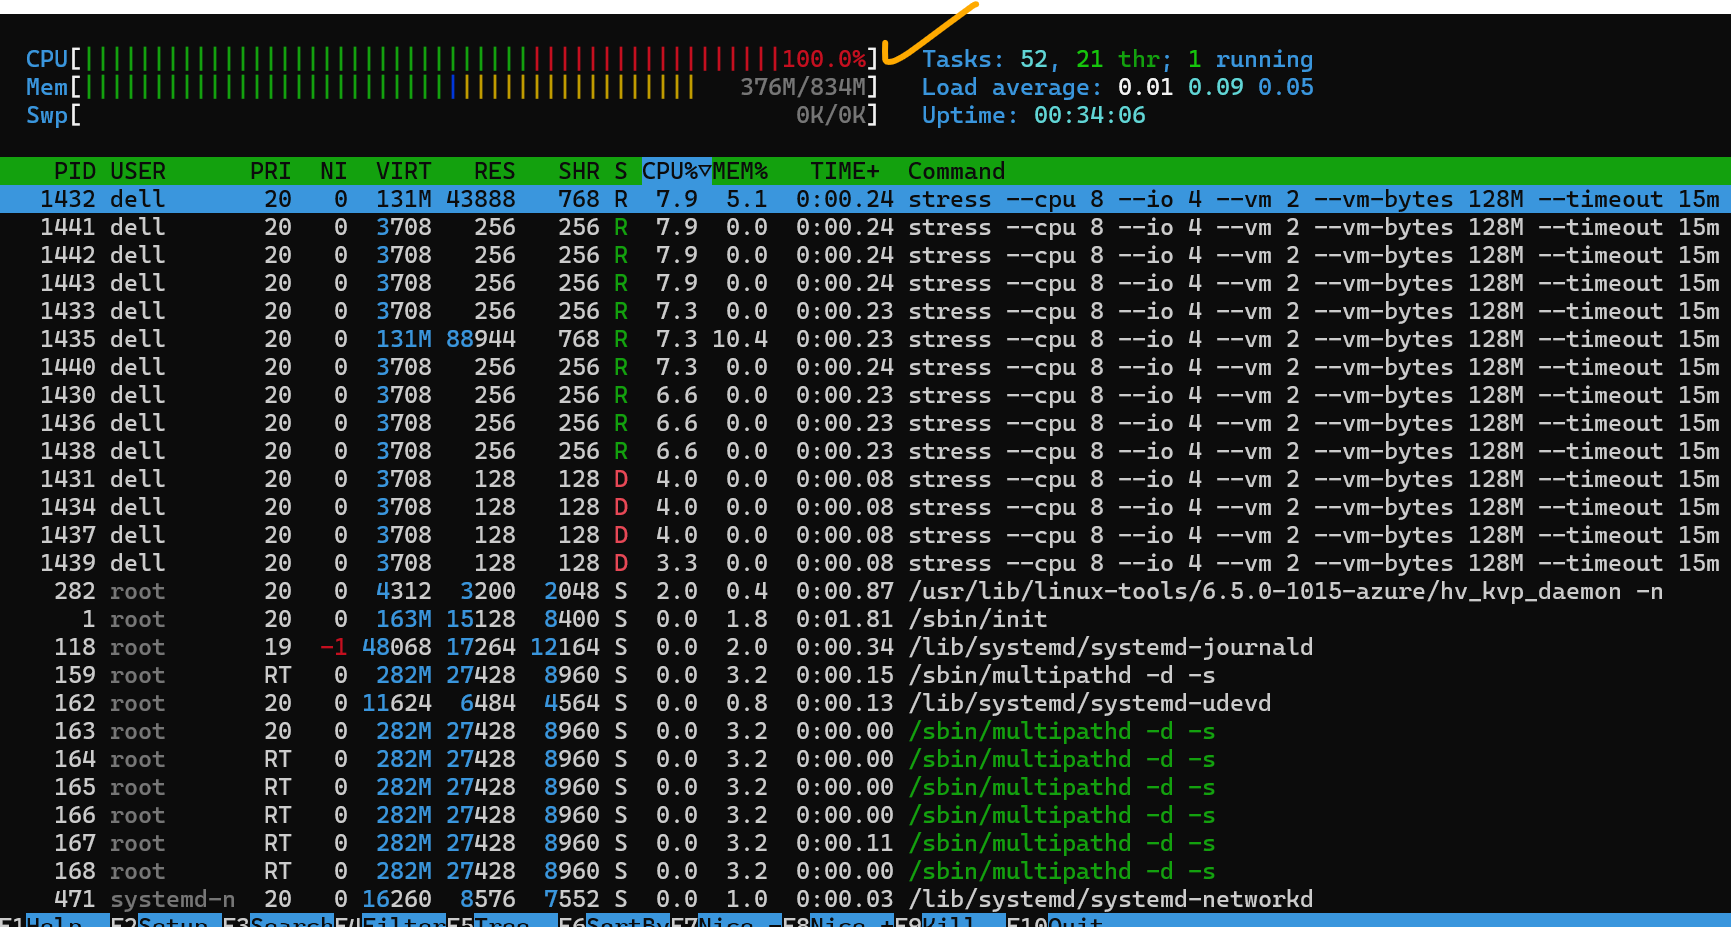 CPU[||||||||||||||||||||||||||||||||||||||||||||||||||100.0%] Tasks: 52, 21 thr; 1 running
Mem[|||||||||||||||||||||||||||||||||||||||||||| 376M/834M] Load average: 0.01 0.09 0.05
Swp[ 0K/0K] Uptime: 00:34:06
PID USER PRI NI VIRT RES SHR S CPU%▽MEM% TIME+ Command
1432 dell 20 0 131M 43888 768 R 7.9 5.1 0:00.24 stress --cpu 8 --io 4 --vm 2 --vm-bytes 128M --timeout 15m
1441 dell 20 0 3708 256 256 R 7.9 0.0 0:00.24 stress --cpu 8 --io 4 --vm 2 --vm-bytes 128M --timeout 15m
1442 dell 20 0 3708 256 256 R 7.9 0.0 0:00.24 stress --cpu 8 --io 4 --vm 2 --vm-bytes 128M --timeout 15m
1443 dell 20 0 3708 256 256 R 7.9 0.0 0:00.24 stress --cpu 8 --io 4 --vm 2 --vm-bytes 128M --timeout 15m
1433 dell 20 0 3708 256 256 R 7.3 0.0 0:00.23 stress --cpu 8 --io 4 --vm 2 --vm-bytes 128M --timeout 15m
1435 dell 20 0 131M 88944 768 R 7.3 10.4 0:00.23 stress --cpu 8 --io 4 --vm 2 --vm-bytes 128M --timeout 15m
1440 dell 20 0 3708 256 256 R 7.3 0.0 0:00.24 stress --cpu 8 --io 4 --vm 2 --vm-bytes 128M --timeout 15m
1430 dell 20 0 3708 256 256 R 6.6 0.0 0:00.23 stress --cpu 8 --io 4 --vm 2 --vm-bytes 128M --timeout 15m
1436 dell 20 0 3708 256 256 R 6.6 0.0 0:00.23 stress --cpu 8 --io 4 --vm 2 --vm-bytes 128M --timeout 15m
1438 dell 20 0 3708 256 256 R 6.6 0.0 0:00.23 stress --cpu 8 --io 4 --vm 2 --vm-bytes 128M --timeout 15m
1431 dell 20 0 3708 128 128 D 4.0 0.0 0:00.08 stress --cpu 8 --io 4 --vm 2 --vm-bytes 128M --timeout 15m
1434 dell 20 0 3708 128 128 D 4.0 0.0 0:00.08 stress --cpu 8 --io 4 --vm 2 --vm-bytes 128M --timeout 15m
1437 dell 20 0 3708 128 128 D 4.0 0.0 0:00.08 stress --cpu 8 --io 4 --vm 2 --vm-bytes 128M --timeout 15m
1439 dell 20 0 3708 128 128 D 3.3 0.0 0:00.08 stress --cpu 8 --io 4 --vm 2 --vm-bytes 128M --timeout 15m
282 root 20 0 4312 3200 2048 S 2.0 0.4 0:00.87 /usr/lib/linux-tools/6.5.0-1015-azure/hv_kvp_daemon -n
1 root 20 0 163M 15128 8400 S 0.0 1.8 0:01.81 /sbin/init
118 root 19 -1 48068 17264 12164 S 0.0 2.0 0:00.34 /lib/systemd/systemd-journald
159 root RT 0 282M 27428 8960 S 0.0 3.2 0:00.15 /sbin/multipathd -d -s
162 root 20 0 11624 6484 4564 S 0.0 0.8 0:00.13 /lib/systemd/systemd-udevd
163 root 20 0 282M 27428 8960 S 0.0 3.2 0:00.00 /sbin/multipathd -d -s
164 root RT 0 282M 27428 8960 S 0.0 3.2 0:00.00 /sbin/multipathd -d -s
165 root RT 0 282M 27428 8960 S 0.0 3.2 0:00.00 /sbin/multipathd -d -s
166 root RT 0 282M 27428 8960 S 0.0 3.2 0:00.00 /sbin/multipathd -d -s
167 root RT 0 282M 27428 8960 S 0.0 3.2 0:00.11 /sbin/multipathd -d -s
168 root RT 0 282M 27428 8960 S 0.0 3.2 0:00.00 /sbin/multipathd -d -s
471 systemd-n 20 0 16260 8576 7552 S 0.0 1.0 0:00.03 /lib/systemd/systemd-networkd
F1Help F2Setup F3SearchF4FilterF5Tree F6SortByF7Nice -F8Nice +F9Kill F10Quit